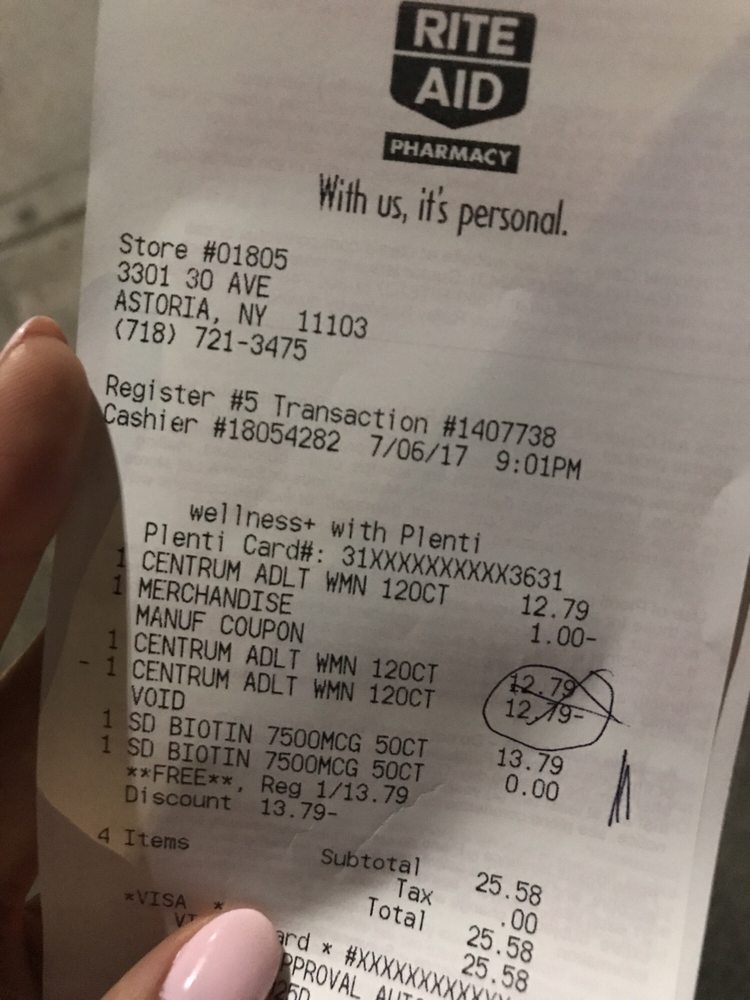 RITE
AID
PHARMACY
With us, it's personal.
Store #01805
3301 30 AVE
ASTORIA, NY 11103
(718) 721-3475
Register #5 Transaction #1407738
Cashier #18054282 7/06/17 9:01PM
wellness+ with Plenti
Plenti Card#: 31XXXXXXXXXX3631
1 CENTRUM ADLT WMN 120CT 12.79
1 MERCHANDISE 1.00-
MANUF COUPON
1 CENTRUM ADLT WMN 120CT 12.79
- 1 CENTRUM ADLT WMN 120CT 12.79-
VOID
1 SD BIOTIN 7500MCG 50CT 13.79
1 SD BIOTIN 7500MCG 50CT 0.00
**FREE**, Reg 1/13.79
Discount 13.79-
4 Items Subtotal 25.58
Tax .00
Total 25.58
*VISA * 25.58